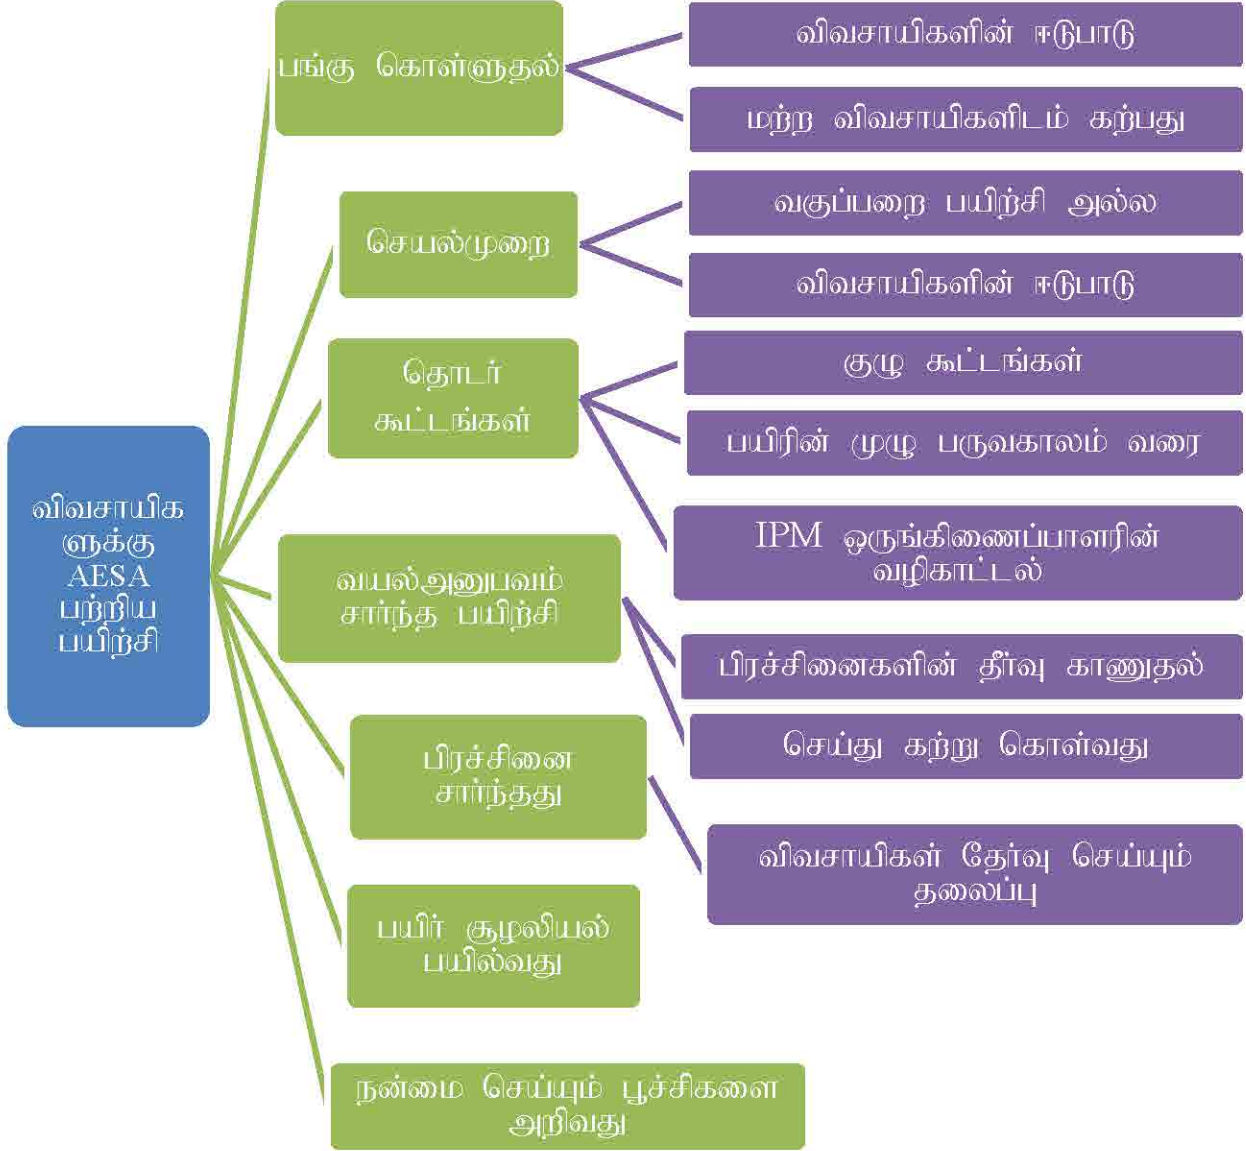 விவசாயிக
ளுக்கு
AESA
பற்றிய
பயிற்சி
பங்கு கொள்ளுதல்
விவசாயிகளின் ஈடுபாடு
மற்ற விவசாயிகளிடம் கற்பது
செயல்முறை
வகுப்பறை பயிற்சி அல்ல
விவசாயிகளின் ஈடுபாடு
தொடர்
கூட்டங்கள்
குழு கூட்டங்கள்
பயிரின் முழு பருவகாலம் வரை
IPM ஒருங்கிணைப்பாளரின்
வழிகாட்டல்
வயல்அனுபவம்
சார்ந்த பயிற்சி
பிரச்சினைகளின் தீர்வு காணுதல்
செய்து கற்று கொள்வது
பிரச்சினை
சார்ந்தது
விவசாயிகள் தேர்வு செய்யும்
தலைப்பு
பயிர் சூழலியல்
பயில்வது
நன்மை செய்யும் பூச்சிகளை
அறிவது